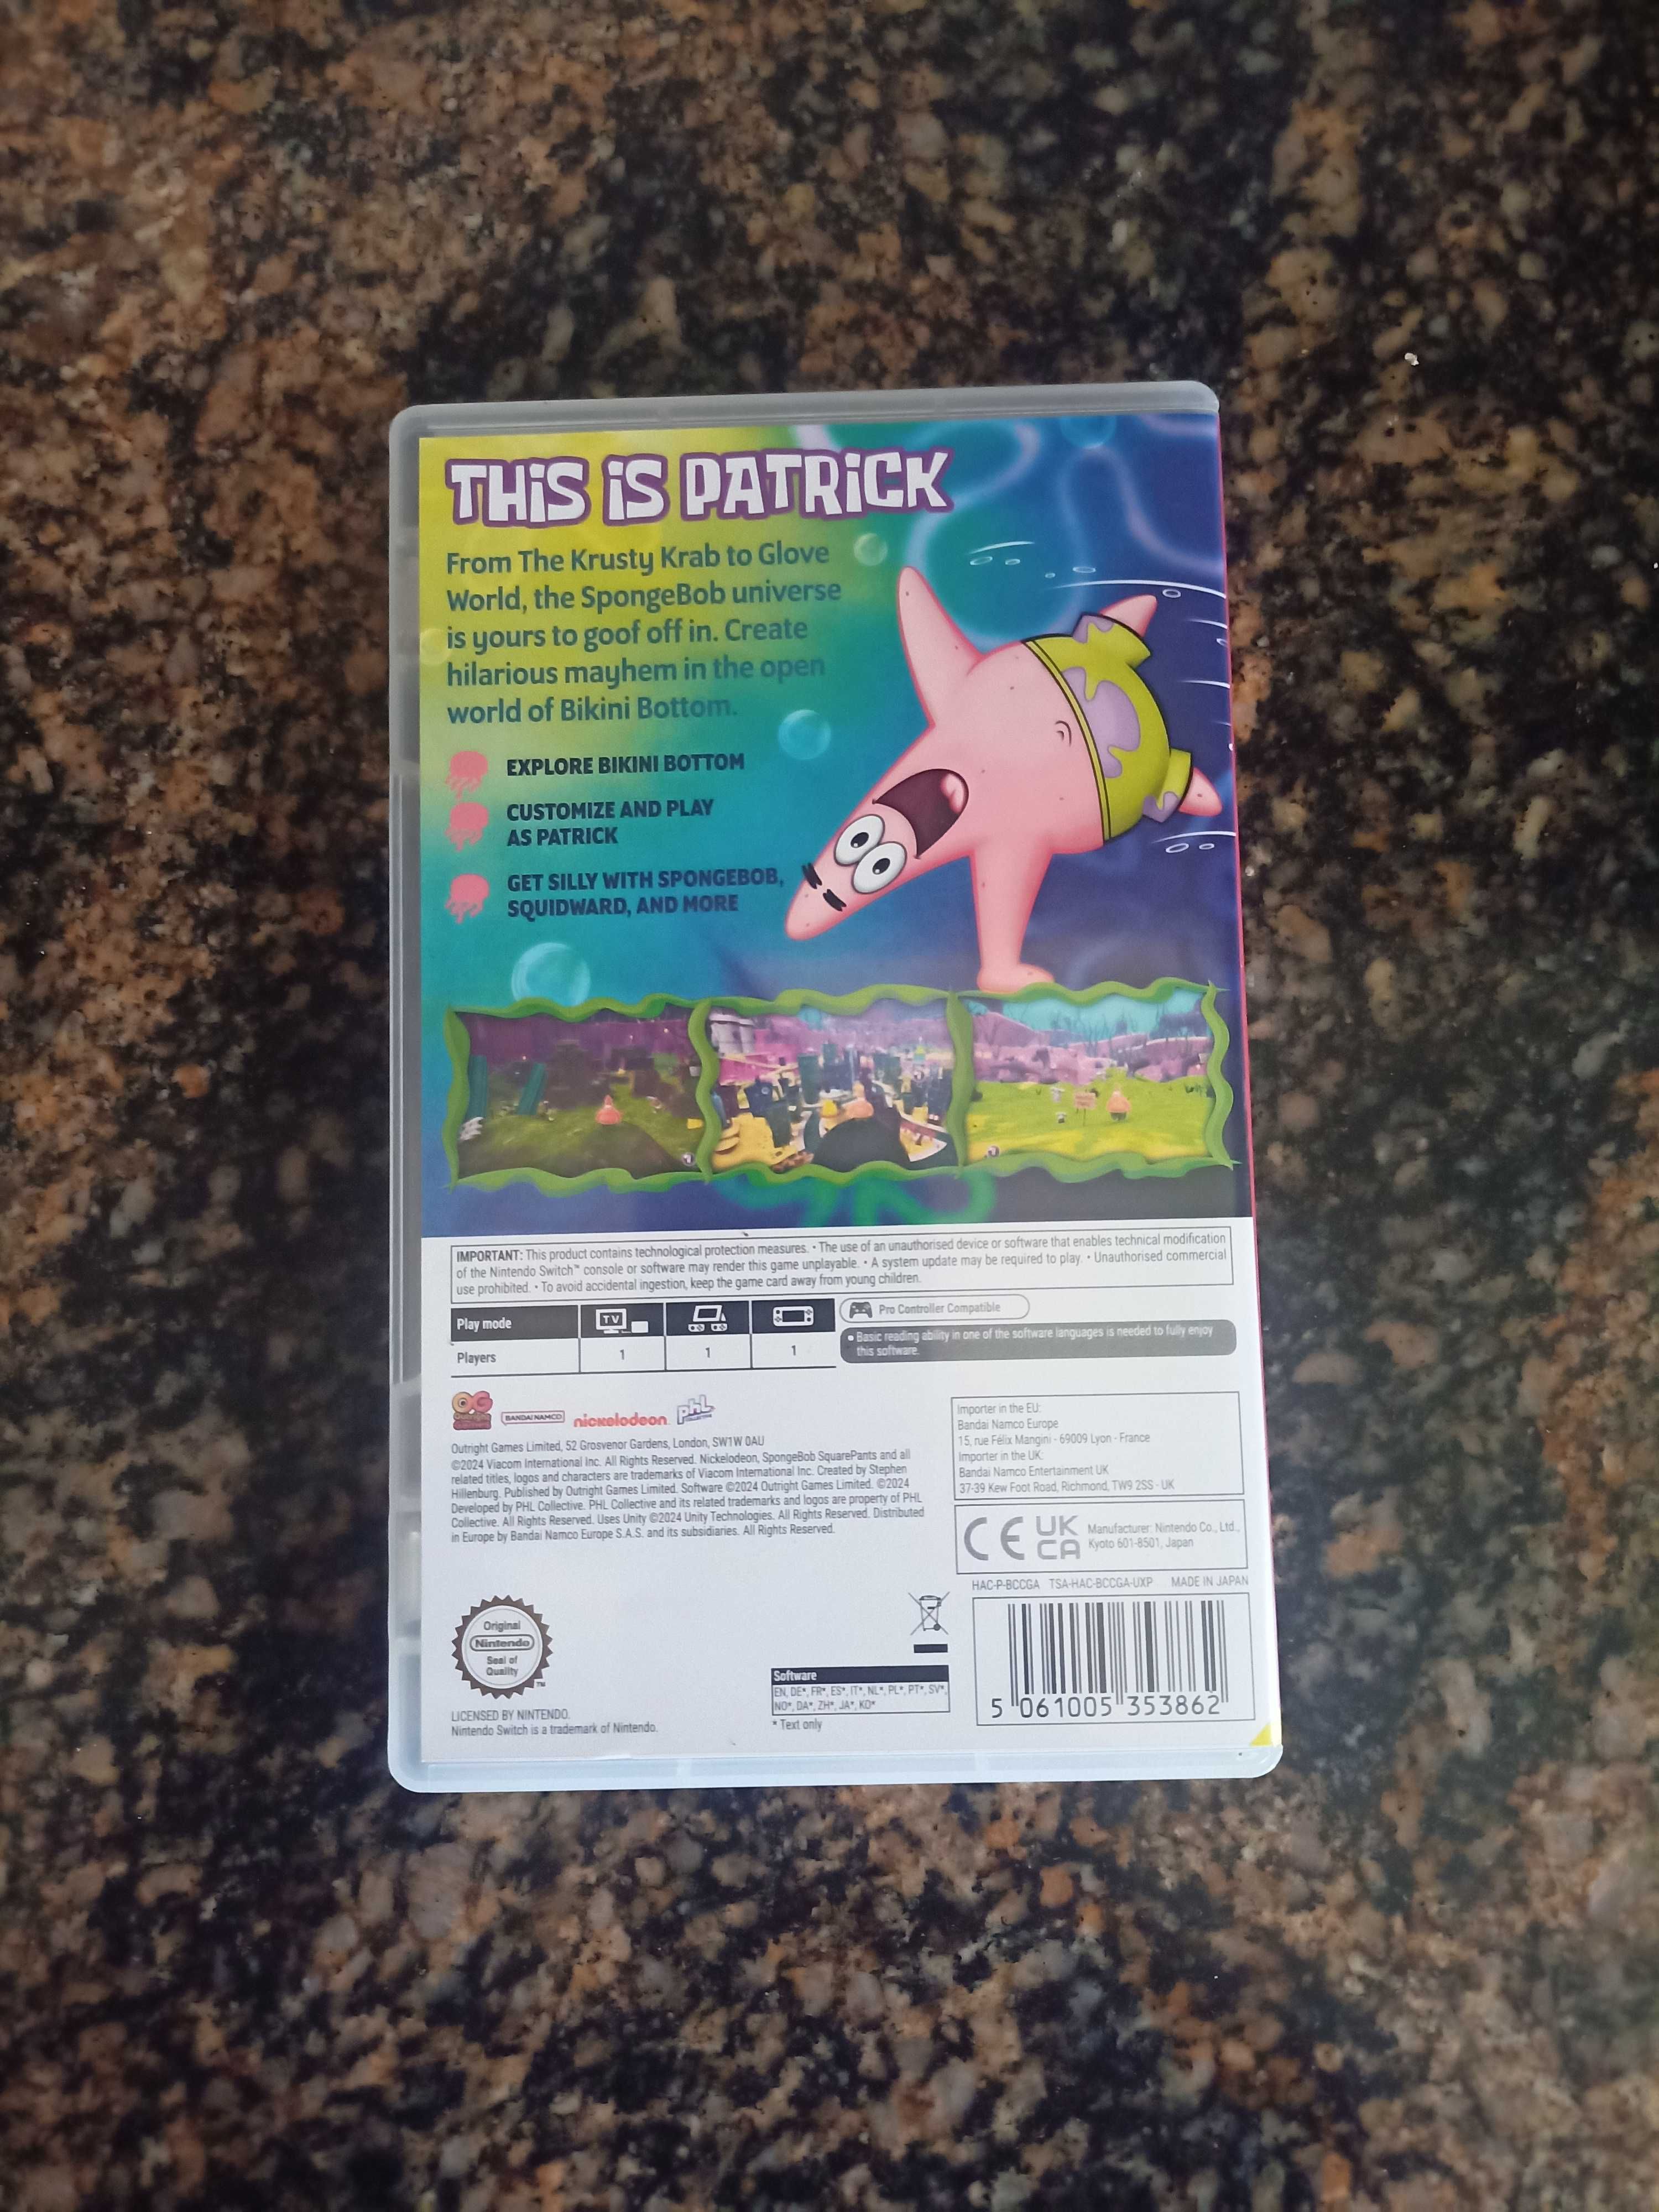 THiS iS PATRiCK
From The Krusty Krab to Glove
World, the SpongeBob universe
is yours to goof off in. Create
hilarious mayhem in the open
world of Bikini Bottom.
EXPLORE BIKINI BOTTOM
CUSTOMIZE AND PLAY
AS PATRICK
GET SILLY WITH SPONGEBOB,
SQUIDWARD, AND MORE
IMPORTANT: This product contains technological protection measures. • The use of an unauthorised device or software that enables technical modification
of the Nintendo Switch™ console or software may render this game unplayable. • A system update may be required to play. • Unauthorised commercial
use prohibited. • To avoid accidental ingestion, keep the game card away from young children.
Play mode
TV
Players
1
1
1
Pro Controller Compatible
▪ Basic reading ability in one of the software languages is needed to fully enjoy
this software.
OG
BANDAI NAMCO
nickelodeon
phL
COLLECTIVE
Outright Games Limited, 52 Grosvenor Gardens, London, SW1W 0AU
©2024 Viacom International Inc. All Rights Reserved. Nickelodeon, SpongeBob SquarePants and all
related titles, logos and characters are trademarks of Viacom International Inc. Created by Stephen
Hillenburg. Published by Outright Games Limited. Software ©2024 Outright Games Limited. ©2024
Developed by PHL Collective. PHL Collective and its related trademarks and logos are property of PHL
Collective. All Rights Reserved. Uses Unity ©2024 Unity Technologies. All Rights Reserved. Distributed
in Europe by Bandai Namco Europe S.A.S. and its subsidiaries. All Rights Reserved.
Importer in the EU:
Bandai Namco Europe
15, rue Félix Mangini - 69009 Lyon - France
Importer in the UK:
Bandai Namco Entertainment UK
37-39 Kew Foot Road, Richmond, TW9 2SS - UK
CE
UK
CA
Manufacturer: Nintendo Co., Ltd.,
Kyoto 601-8501, Japan
HAC-P-BCCGA TSA-HAC-BCCGA-UXP MADE IN JAPAN
5 061005 353862
Original
Nintendo
Seal of
Quality
TM
LICENSED BY NINTENDO.
Nintendo Switch is a trademark of Nintendo.
Software
EN, DE*, FR*, ES*, IT*, NL*, PL*, PT*, SV*,
NO*, DA*, ZH*, JA*, KO*
* Text only